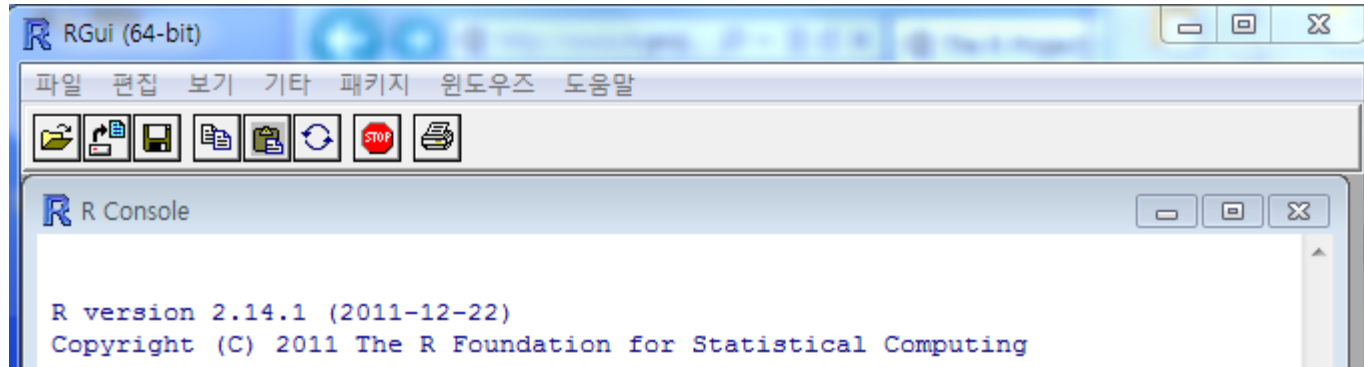 RGui (64-bit)
파일 편집 보기 기타 패키지 윈도우즈 도움말
STOP
R Console
R version 2.14.1 (2011-12-22)
Copyright (C) 2011 The R Foundation for Statistical Computing